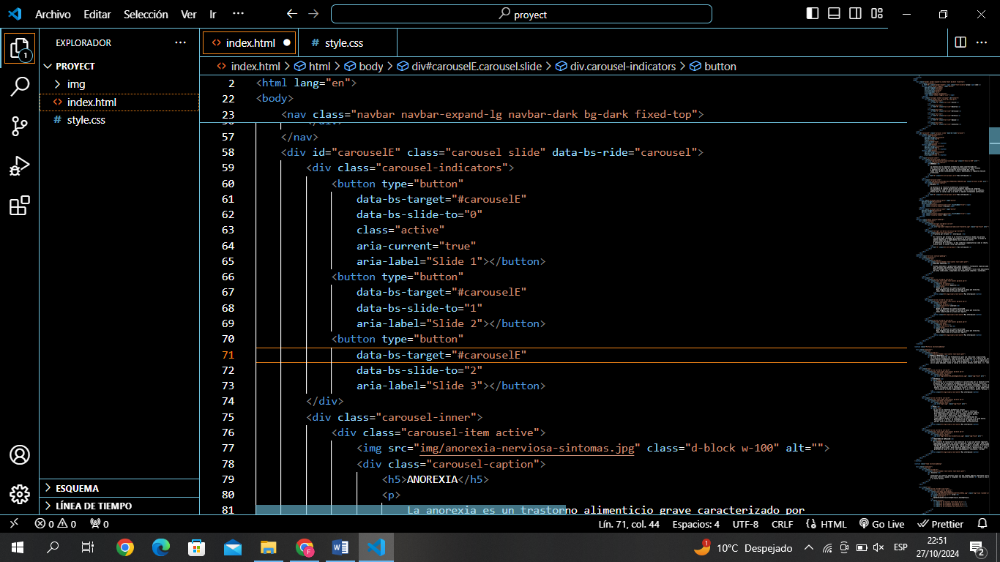 Archivo Editar Selección Ver Ir ··· proyect
EXPLORADOR ···
PROYECT
img
index.html
style.css
ESQUEMA
LÍNEA DE TIEMPO
1
index.html style.css
index.html > html > body > div#carouselE.carousel.slide > div.carousel-indicators > button
2 <html lang="en">
22 <body>
23 <nav class="navbar navbar-expand-lg navbar-dark bg-dark fixed-top">
57 </nav>
58 <div id="carouselE" class="carousel slide" data-bs-ride="carousel">
59 <div class="carousel-indicators">
60 <button type="button"
61 data-bs-target="#carouselE"
62 data-bs-slide-to="0"
63 class="active"
64 aria-current="true"
65 aria-label="Slide 1"></button>
66 <button type="button"
67 data-bs-target="#carouselE"
68 data-bs-slide-to="1"
69 aria-label="Slide 2"></button>
70 <button type="button"
71 data-bs-target="#carouselE"
72 data-bs-slide-to="2"
73 aria-label="Slide 3"></button>
74 </div>
75 <div class="carousel-inner">
76 <div class="carousel-item active">
77 <img src="img/anorexia-nerviosa-sintomas.jpg" class="d-block w-100" alt="">
78 <div class="carousel-caption">
79 <h5>ANOREXIA</h5>
80 <p>
81 La anorexia es un trastorno alimenticio grave caracterizado por
0 0 0 Lín. 71, col. 44 Espacios: 4 UTF-8 CRLF HTML Go Live Prettier
1 10°C Despejado ESP 22:51
27/10/2024 2